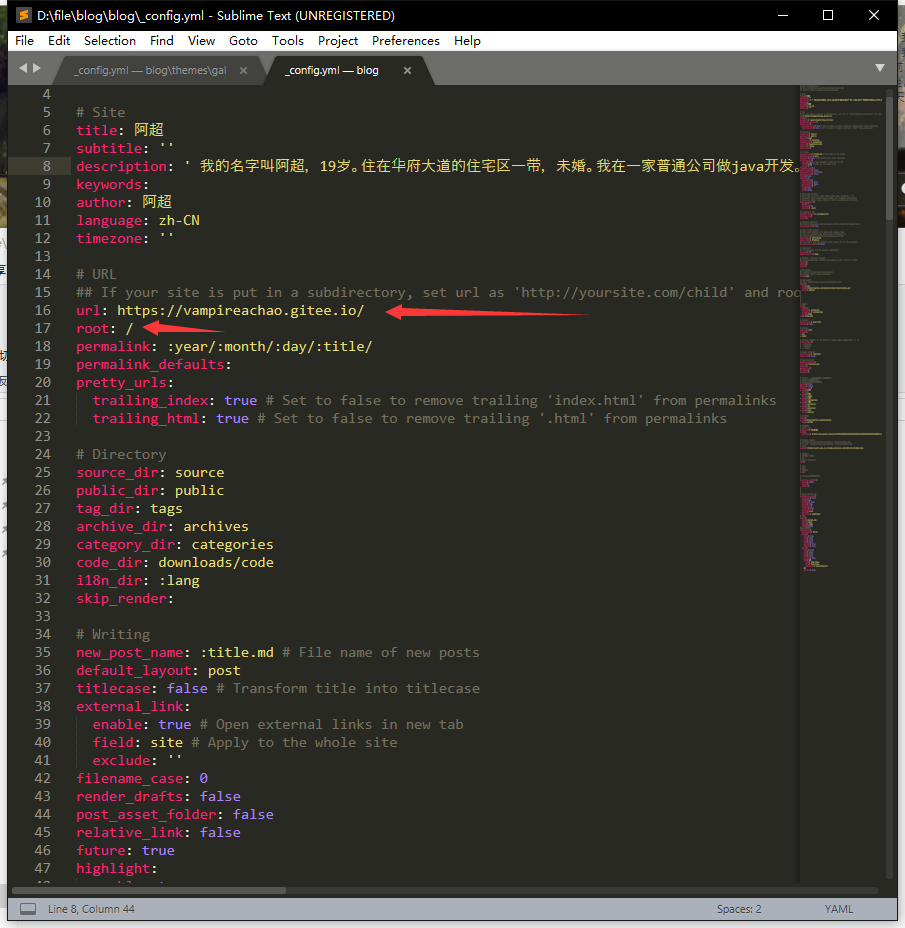 D:\file\blog\blog\_config.yml - Sublime Text (UNREGISTERED)
File Edit Selection Find View Goto Tools Project Preferences Help
_config.yml — blog\themes\gal
_config.yml — blog
4
5 # Site
6 title: 阿超
7 subtitle: ''
8 description: ' 我的名字叫阿超，19岁。住在华府大道的住宅区一带，未婚。我在一家普通公司做java开发。
9 keywords:
10 author: 阿超
11 language: zh-CN
12 timezone: ''
13
14 # URL
15 ## If your site is put in a subdirectory, set url as 'http://yoursite.com/child' and roo
16 url: https://vampireachao.gitee.io/
17 root: /
18 permalink: :year/:month/:day/:title/
19 permalink_defaults:
20 pretty_urls:
21 trailing_index: true # Set to false to remove trailing 'index.html' from permalinks
22 trailing_html: true # Set to false to remove trailing '.html' from permalinks
23
24 # Directory
25 source_dir: source
26 public_dir: public
27 tag_dir: tags
28 archive_dir: archives
29 category_dir: categories
30 code_dir: downloads/code
31 i18n_dir: :lang
32 skip_render:
33
34 # Writing
35 new_post_name: :title.md # File name of new posts
36 default_layout: post
37 titlecase: false # Transform title into titlecase
38 external_link:
39 enable: true # Open external links in new tab
40 field: site # Apply to the whole site
41 exclude: ''
42 filename_case: 0
43 render_drafts: false
44 post_asset_folder: false
45 relative_link: false
46 future: true
47 highlight:
Line 8, Column 44 Spaces: 2 YAML